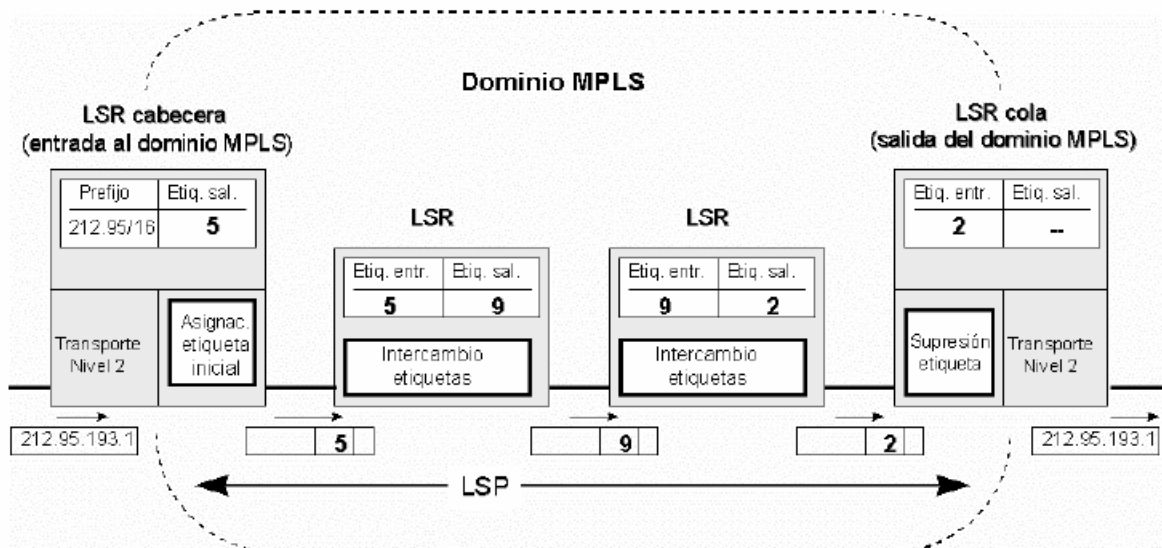 Dominio MPLS
LSR cabecera
(entrada al dominio MPLS)
Prefijo Etiq. sal.
212.95/16 5
Transporte
Nivel 2
Asignac.
etiqueta
inicial
LSR
Etiq. entr. Etiq. sal.
5 9
Intercambio
etiquetas
LSR
Etiq. entr. Etiq. sal.
9 2
Intercambio
etiquetas
LSR cola
(salida del dominio MPLS)
Etiq. entr. Etiq. sal.
2 --
Supresión
etiqueta
Transporte
Nivel 2
212.95.193.1
5
9
2
212.95.193.1
LSP